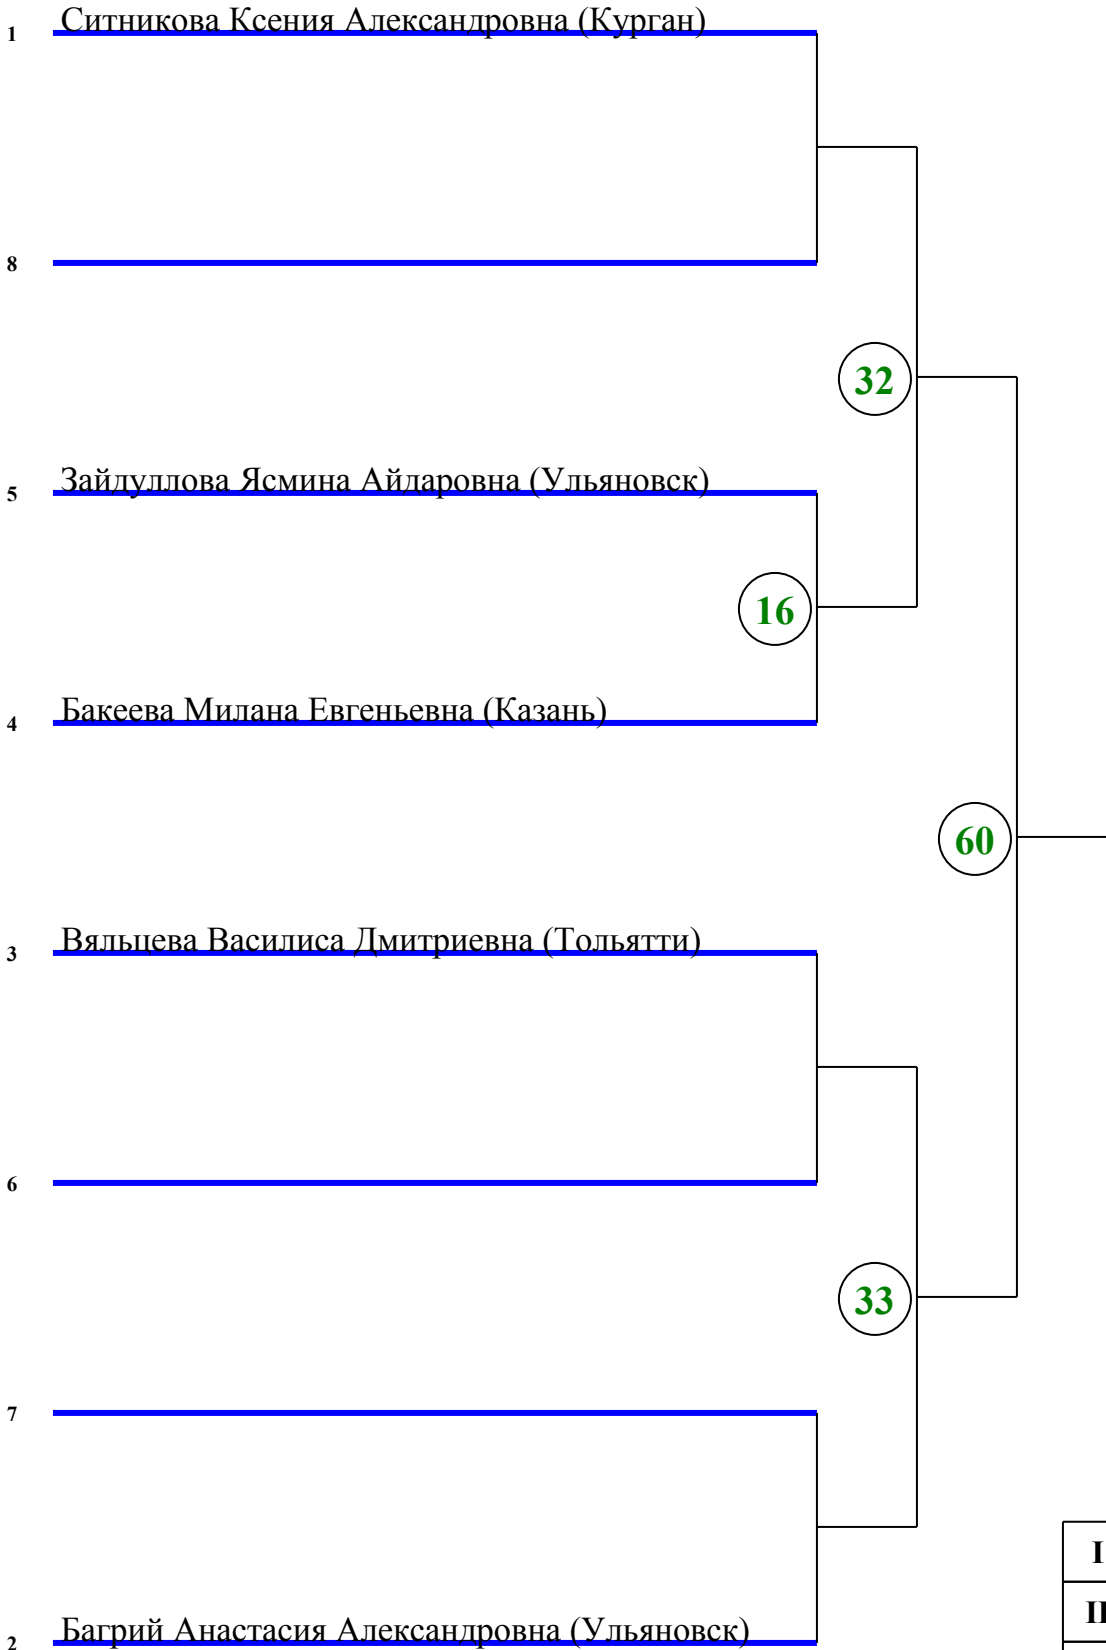 1 Ситникова Ксения Александровна (Курган)
8
32
5 Зайдуллова Ясмина Айдаровна (Ульяновск)
16
4 Бакеева Милана Евгеньевна (Казань)
60
3 Вяльцева Василиса Дмитриевна (Тольятти)
6
33
7
I
II
2 Багрий Анастасия Александровна (Ульяновск)